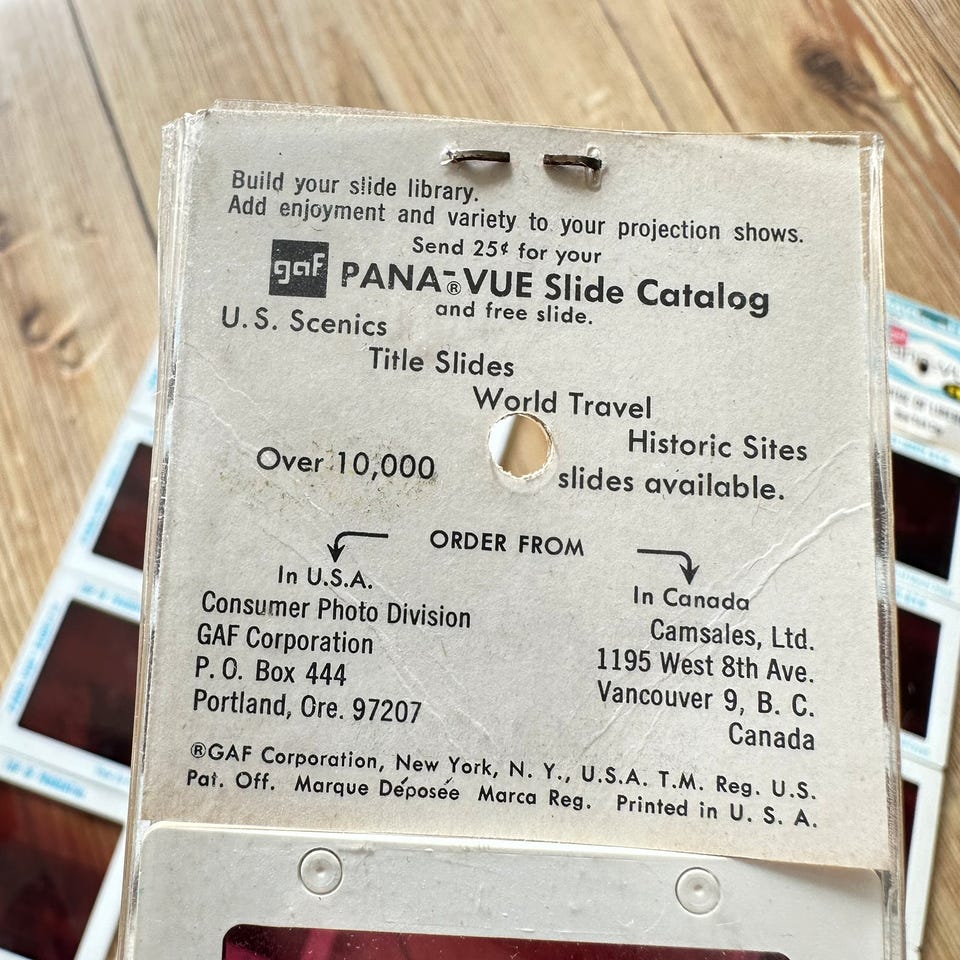 Build your slide library.
Add enjoyment and variety to your projection shows.
Send 25¢ for your
gaf PANA-VUE® Slide Catalog
and free slide.
U.S. Scenics
Title Slides
World Travel
Historic Sites
Over 10,000 slides available.
ORDER FROM
In U.S.A.
Consumer Photo Division
GAF Corporation
P. O. Box 444
Portland, Ore. 97207
In Canada
Camsales, Ltd.
1195 West 8th Ave.
Vancouver 9, B. C.
Canada
®GAF Corporation, New York, N. Y., U.S.A. T.M. Reg. U.S.
Pat. Off. Marque Déposée Marca Reg. Printed in U. S. A.